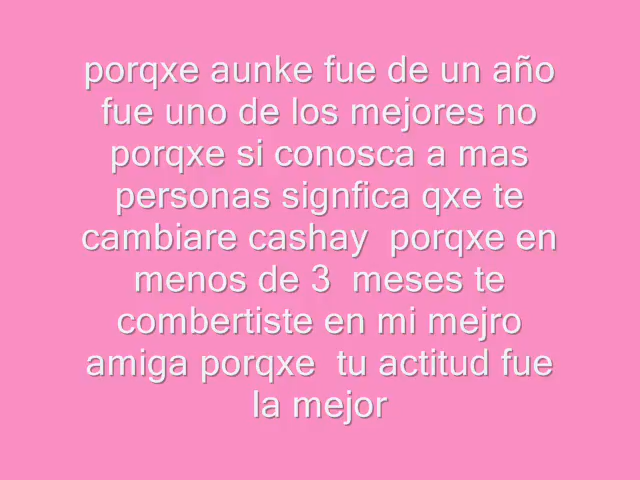 porqxe aunke fue de un año
fue uno de los mejores no
porqxe si conosca a mas
personas signfica qxe te
cambiare cashay  porqxe en
menos de 3  meses te
combertiste en mi mejro
amiga porqxe  tu actitud fue
la mejor